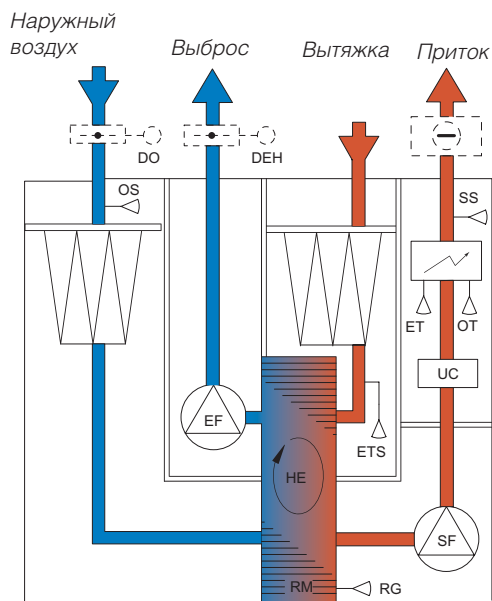 Наружный
воздух
Выброс
Вытяжка
Приток
DO
DEH
OS
SS
ET
OT
UC
EF
ETS
HE
SF
RM
RG